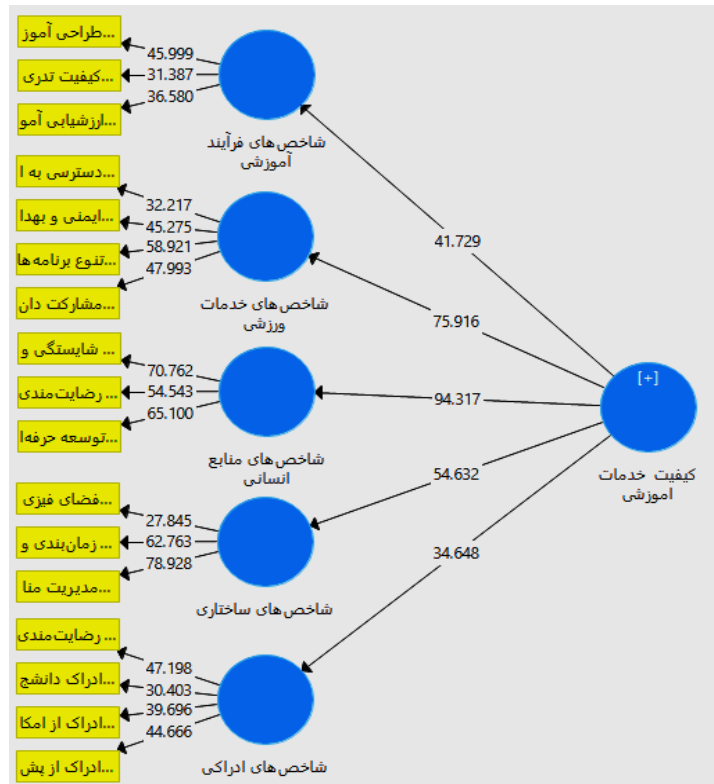 طراحی آموز...
45.999
کیفیت تدری...
31.387
ارزشیابی آمو...
36.580
شاخص‌های فرآیند
آموزشی
دسترسی به ا...
32.217
ایمنی و بهدا...
45.275
تنوع برنامه‌ها...
58.921
مشارکت دان...
47.993
شاخص‌های خدمات
ورزشی
شایستگی و ...
70.762
رضایت‌مندی ...
54.543
توسعه حرفه‌ا...
65.100
شاخص‌های منابع
انسانی
فضای فیزی...
27.845
زمان‌بندی و ...
62.763
مدیریت منا...
78.928
شاخص‌های ساختاری
رضایت‌مندی ...
47.198
ادراک دانشج...
30.403
ادراک از امکا...
39.696
ادراک از پش...
44.666
شاخص‌های ادراکی
41.729
75.916
94.317
54.632
34.648
[+]
کیفیت خدمات
اموزشی